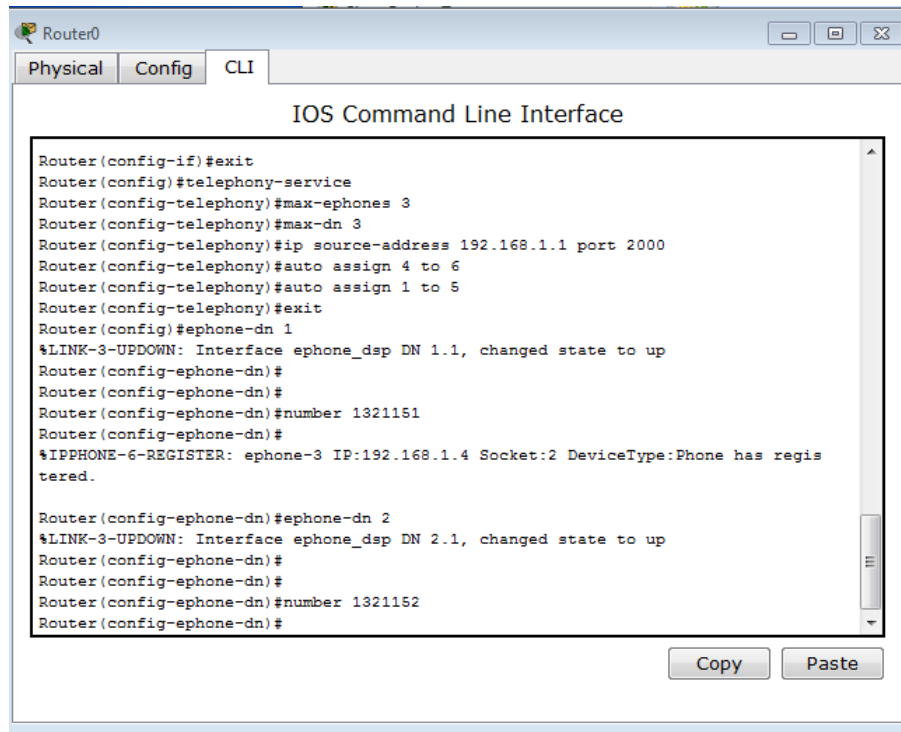 Router0
Physical Config CLI
IOS Command Line Interface
Router(config-if)#exit
Router(config)#telephony-service
Router(config-telephony)#max-ephones 3
Router(config-telephony)#max-dn 3
Router(config-telephony)#ip source-address 192.168.1.1 port 2000
Router(config-telephony)#auto assign 4 to 6
Router(config-telephony)#auto assign 1 to 5
Router(config-telephony)#exit
Router(config)#ephone-dn 1
%LINK-3-UPDOWN: Interface ephone_dsp DN 1.1, changed state to up
Router(config-ephone-dn)#
Router(config-ephone-dn)#
Router(config-ephone-dn)#number 1321151
Router(config-ephone-dn)#
%IPPHONE-6-REGISTER: ephone-3 IP:192.168.1.4 Socket:2 DeviceType:Phone has regis
tered.
Router(config-ephone-dn)#ephone-dn 2
%LINK-3-UPDOWN: Interface ephone_dsp DN 2.1, changed state to up
Router(config-ephone-dn)#
Router(config-ephone-dn)#
Router(config-ephone-dn)#number 1321152
Router(config-ephone-dn)#
Copy Paste